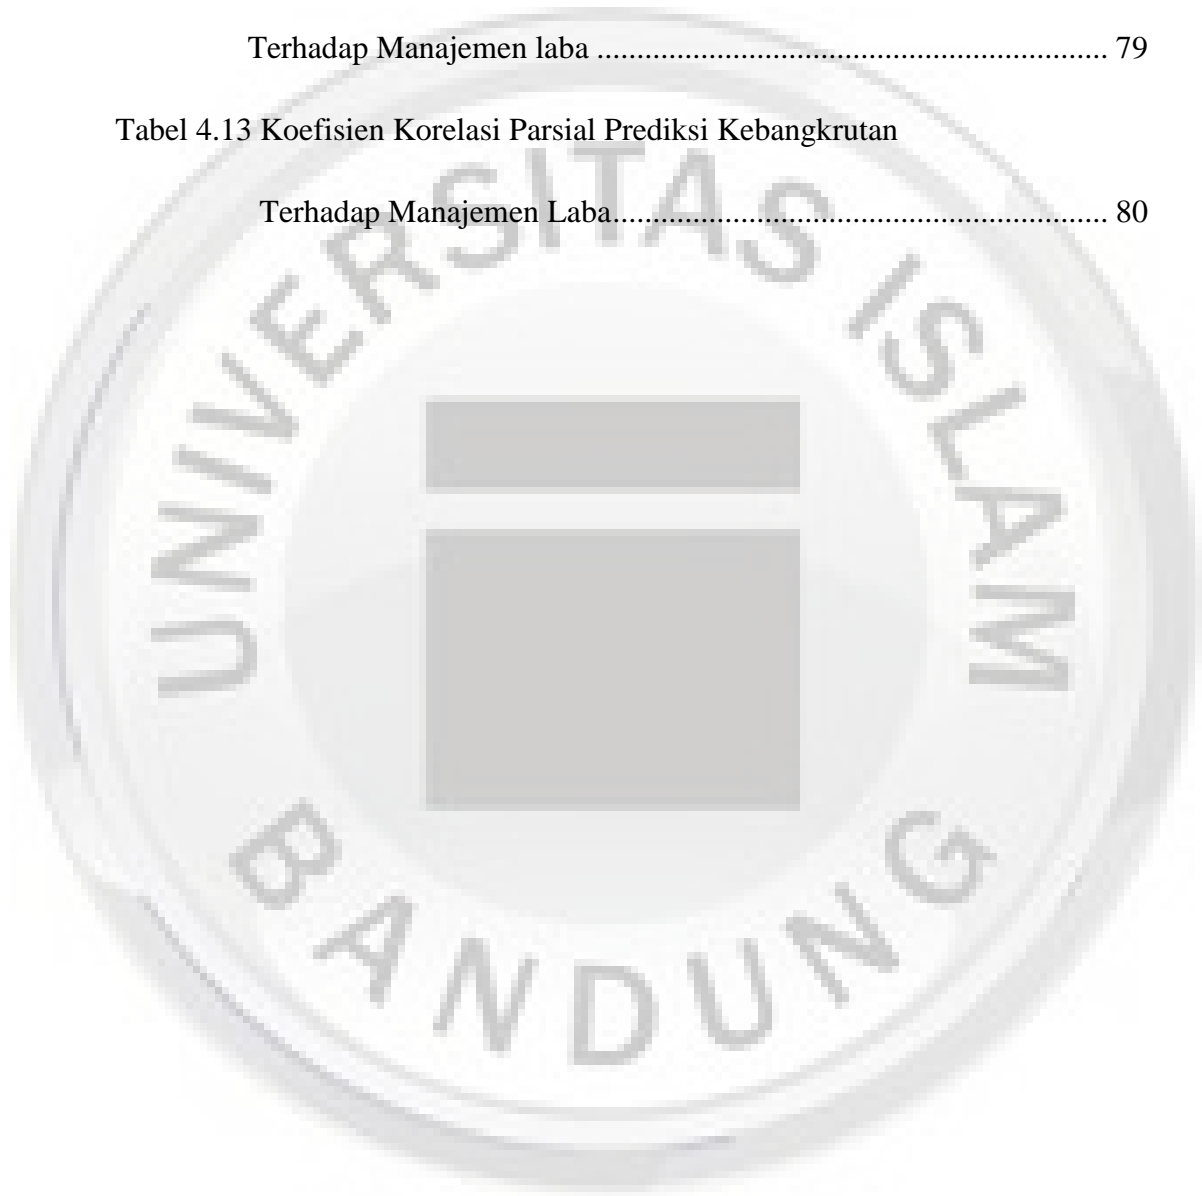 Terhadap Manajemen laba ................................................................ 79
Tabel 4.13 Koefisien Korelasi Parsial Prediksi Kebangkrutan
Terhadap Manajemen Laba.............................................................. 80
UNIVERSITAS ISLAM
BANDUNG